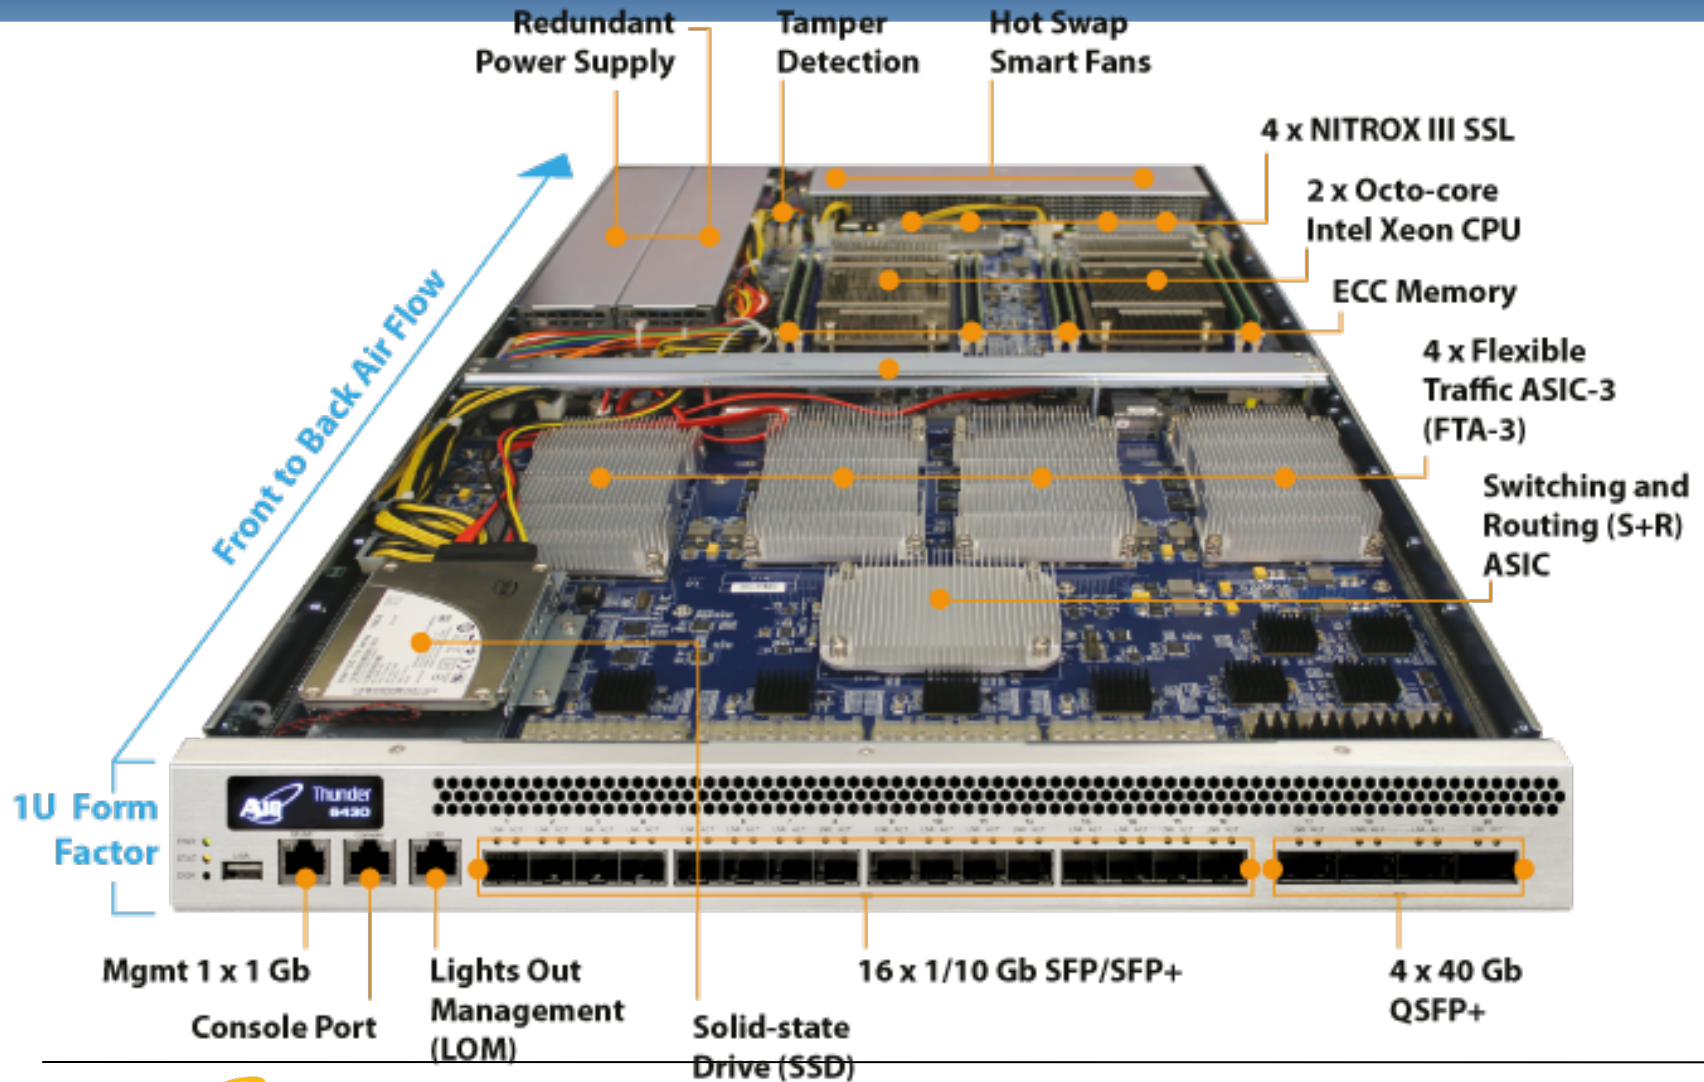 Redundant
Power Supply
Tamper
Detection
Hot Swap
Smart Fans
4 x NITROX III SSL
2 x Octo-core
Intel Xeon CPU
ECC Memory
4 x Flexible
Traffic ASIC-3
(FTA-3)
Switching and
Routing (S+R)
ASIC
Front to Back Air Flow
1U Form
Factor
Thunder
6430
USB
Mgmt 1 x 1 Gb
Console Port
Lights Out
Management
(LOM)
Solid-state
Drive (SSD)
16 x 1/10 Gb SFP/SFP+
4 x 40 Gb
QSFP+